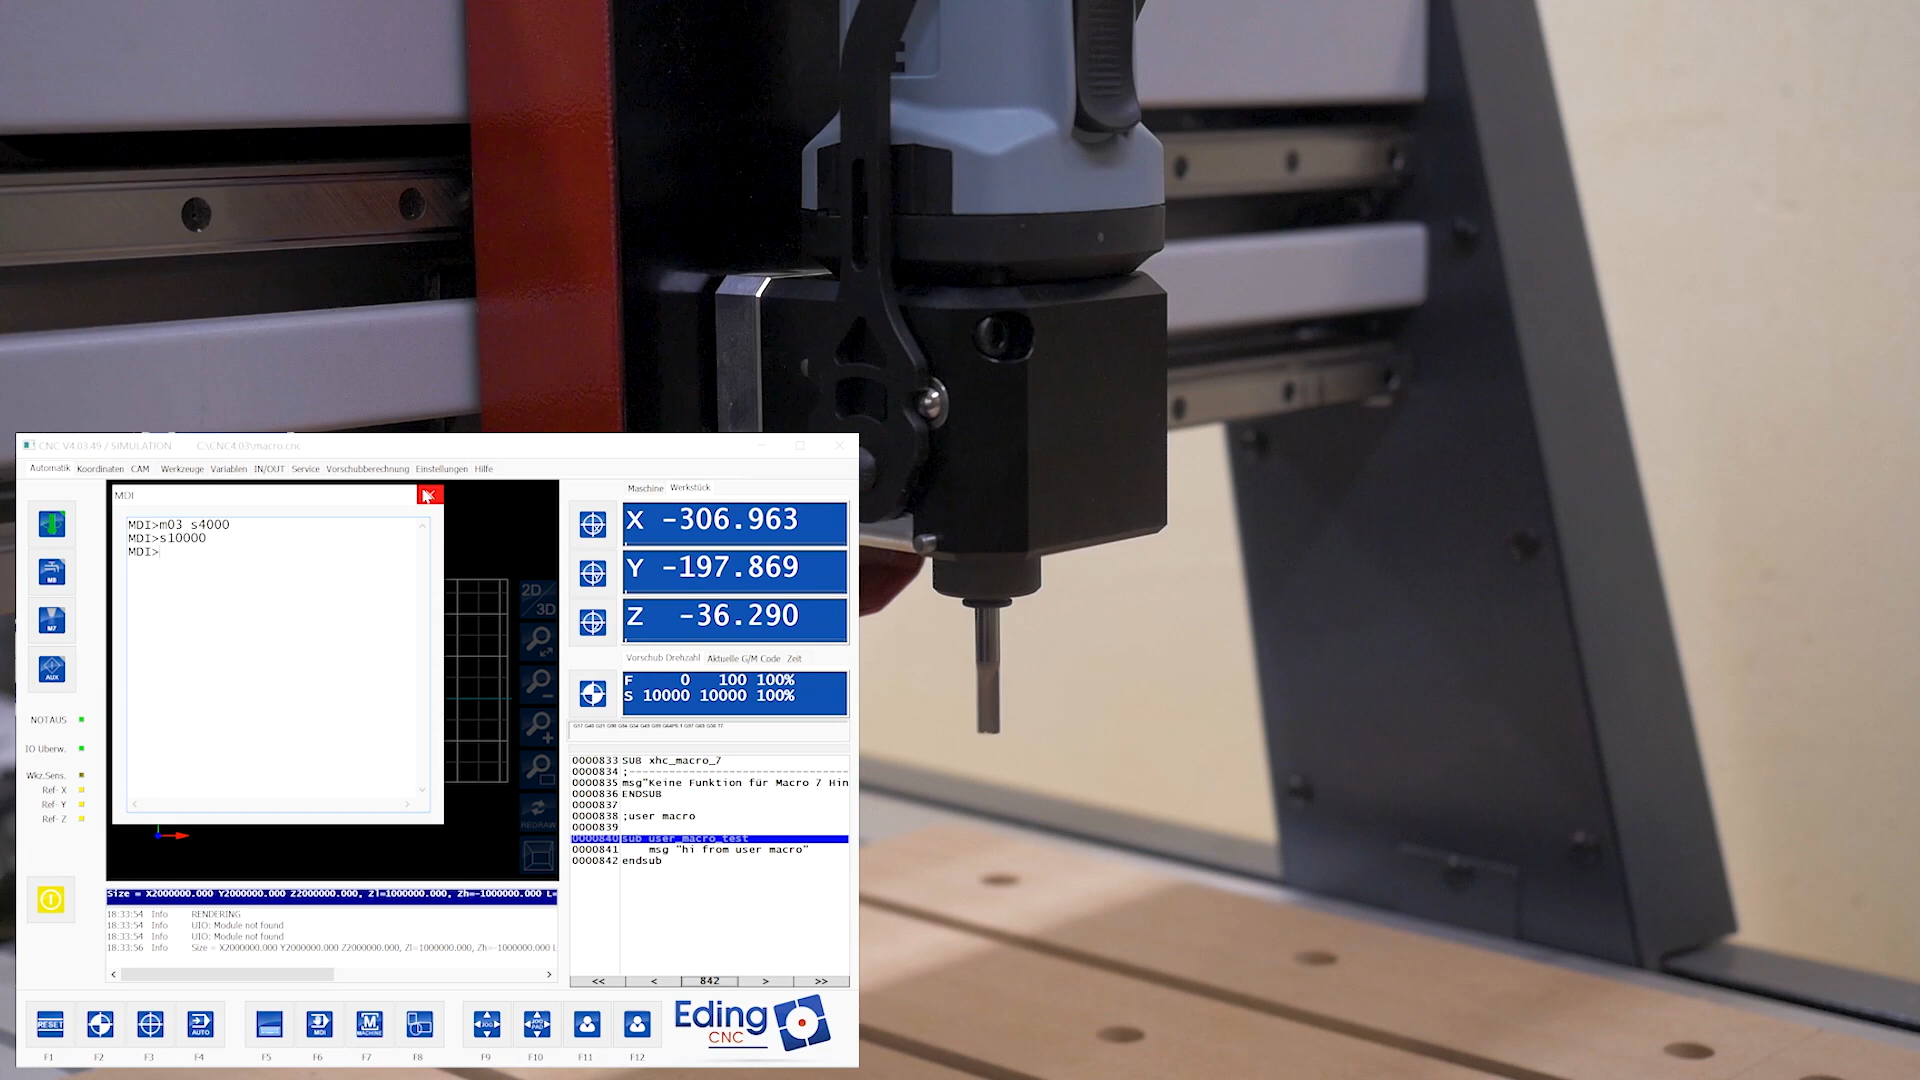 CNC V4.03.49 / SIMULATION C:\CNC4.03\macro.cnc
Automatik Koordinaten CAM Werkzeuge Variablen IN/OUT Service Vorschubberechnung Einstellungen Hilfe
MDI
MDI>m03 s4000
MDI>s10000
MDI>
M8
M7
AUX
NOTAUS
IO Überw.
Wkz.Sens.
Ref- X
Ref- Y
Ref- Z
2D
3D
REDRAW
Maschine Werkstück
X -306.963
Y -197.869
Z -36.290
Vorschub Drehzahl Aktuelle G/M Code Zeit
F 0 100 100%
S 10000 10000 100%
0000833 SUB xhc_macro_7
0000834 ;--------------------------------
0000835 msg"Keine Funktion für Macro 7 Hin
0000836 ENDSUB
0000837
0000838 ;user macro
0000839
0000840 sub user_macro_test
0000841 msg "hi from user macro"
0000842 endsub
<< < 842 > >>
Size = X2000000.000 Y2000000.000 Z2000000.000, Zl=1000000.000, Zh=-1000000.000 L=
18:33:54 Info RENDERING
18:33:54 Info UIO: Module not found
18:33:54 Info UIO: Module not found
18:33:56 Info Size = X2000000.000 Y2000000.000 Z2000000.000, Zl=1000000.000, Zh=-1000000.000 L
RESET
AUTO
MDI
MACHINE
JOG
JOG PAD
F1 F2 F3 F4 F5 F6 F7 F8 F9 F10 F11 F12
Eding
CNC